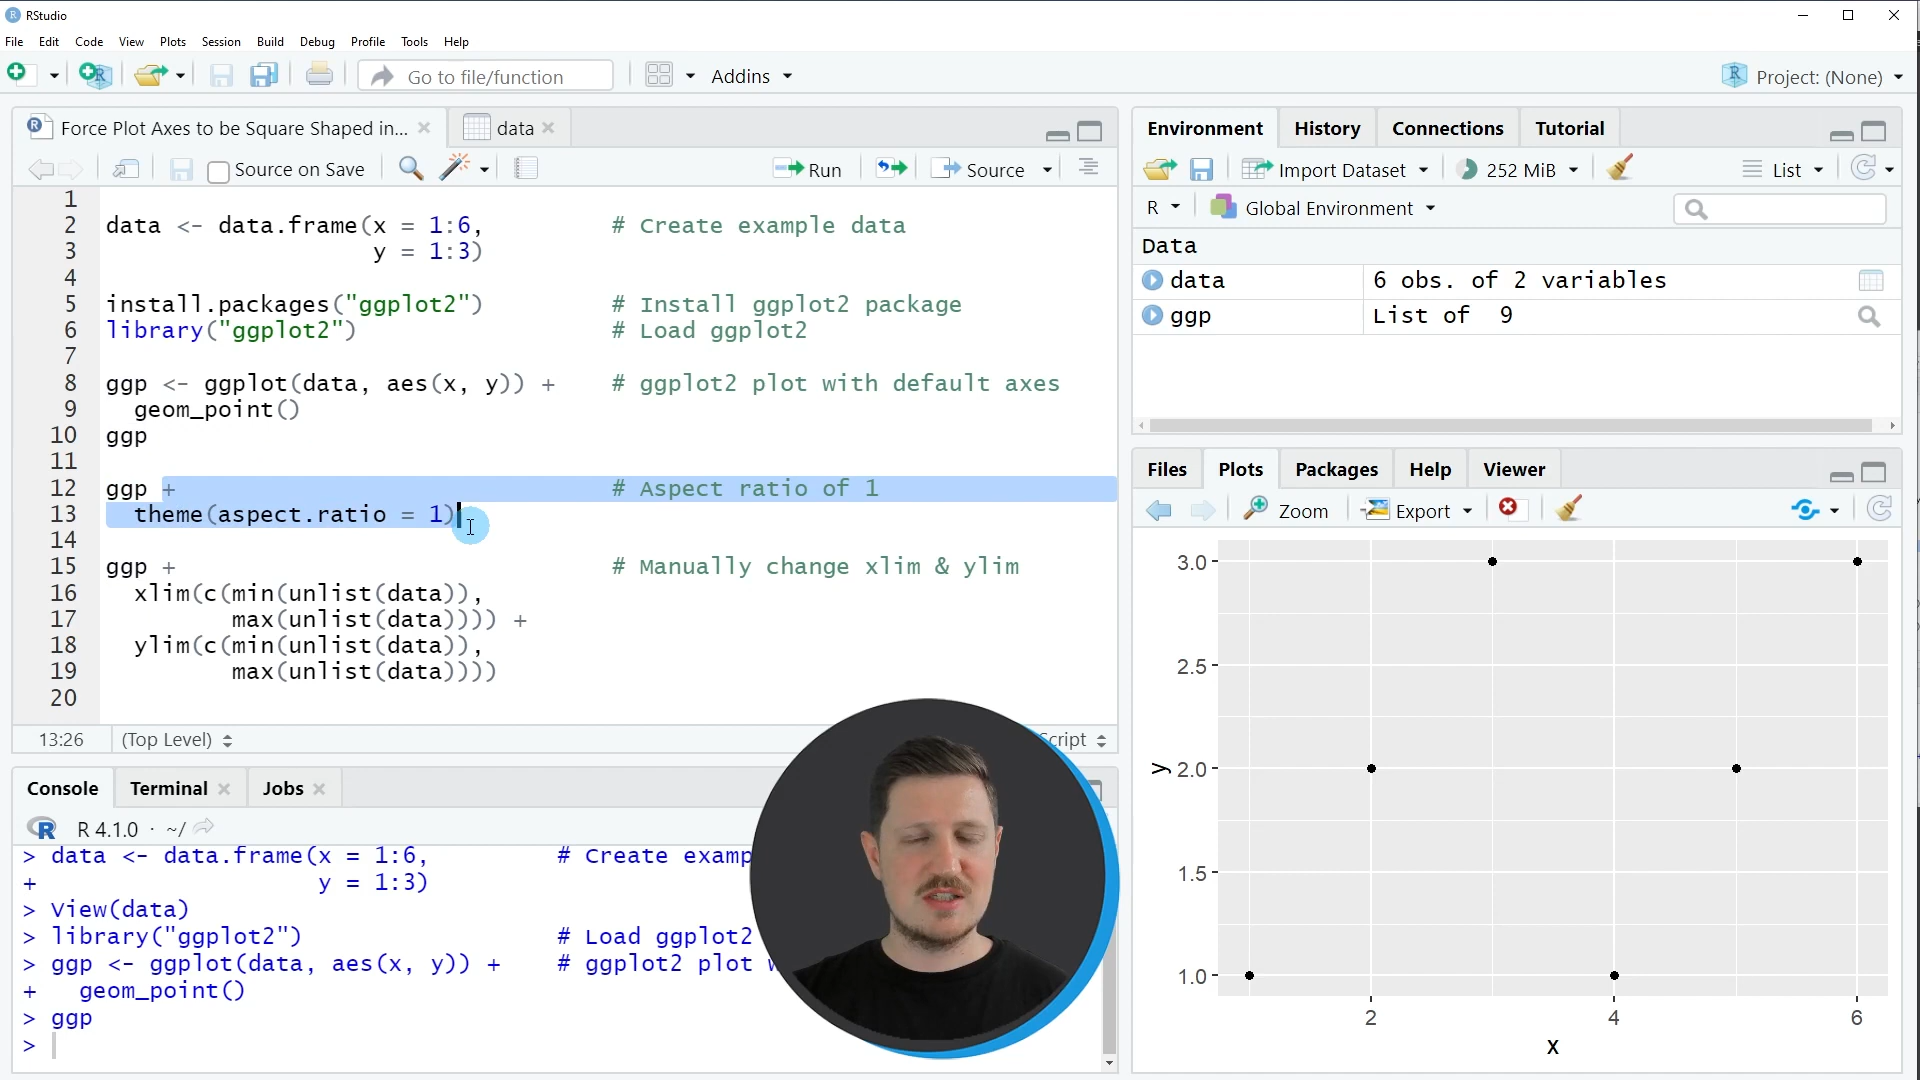 RStudio
File Edit Code View Plots Session Build Debug Profile Tools Help
Go to file/function Addins Project: (None)
Force Plot Axes to be Square Shaped in... data
Source on Save Run Source
1
2 data <- data.frame(x = 1:6, # Create example data
3 y = 1:3)
4
5 install.packages("ggplot2") # Install ggplot2 package
6 library("ggplot2") # Load ggplot2
7
8 ggp <- ggplot(data, aes(x, y)) + # ggplot2 plot with default axes
9 geom_point()
10 ggp
11
12 ggp + # Aspect ratio of 1
13 theme(aspect.ratio = 1)
14
15 ggp + # Manually change xlim & ylim
16 xlim(c(min(unlist(data)),
17 max(unlist(data)))) +
18 ylim(c(min(unlist(data)),
19 max(unlist(data))))
20
13:26 (Top Level) Script
Console Terminal Jobs
R 4.1.0 · ~/
> data <- data.frame(x = 1:6, # Create examp
+ y = 1:3)
> View(data)
> library("ggplot2") # Load ggplot2
> ggp <- ggplot(data, aes(x, y)) + # ggplot2 plot w
+ geom_point()
> ggp
>
Environment History Connections Tutorial
Import Dataset 252 MiB List
R Global Environment
Data
data 6 obs. of 2 variables
ggp List of 9
Files Plots Packages Help Viewer
Zoom Export
3.0
2.5
y 2.0
1.5
1.0
2 4 6
x